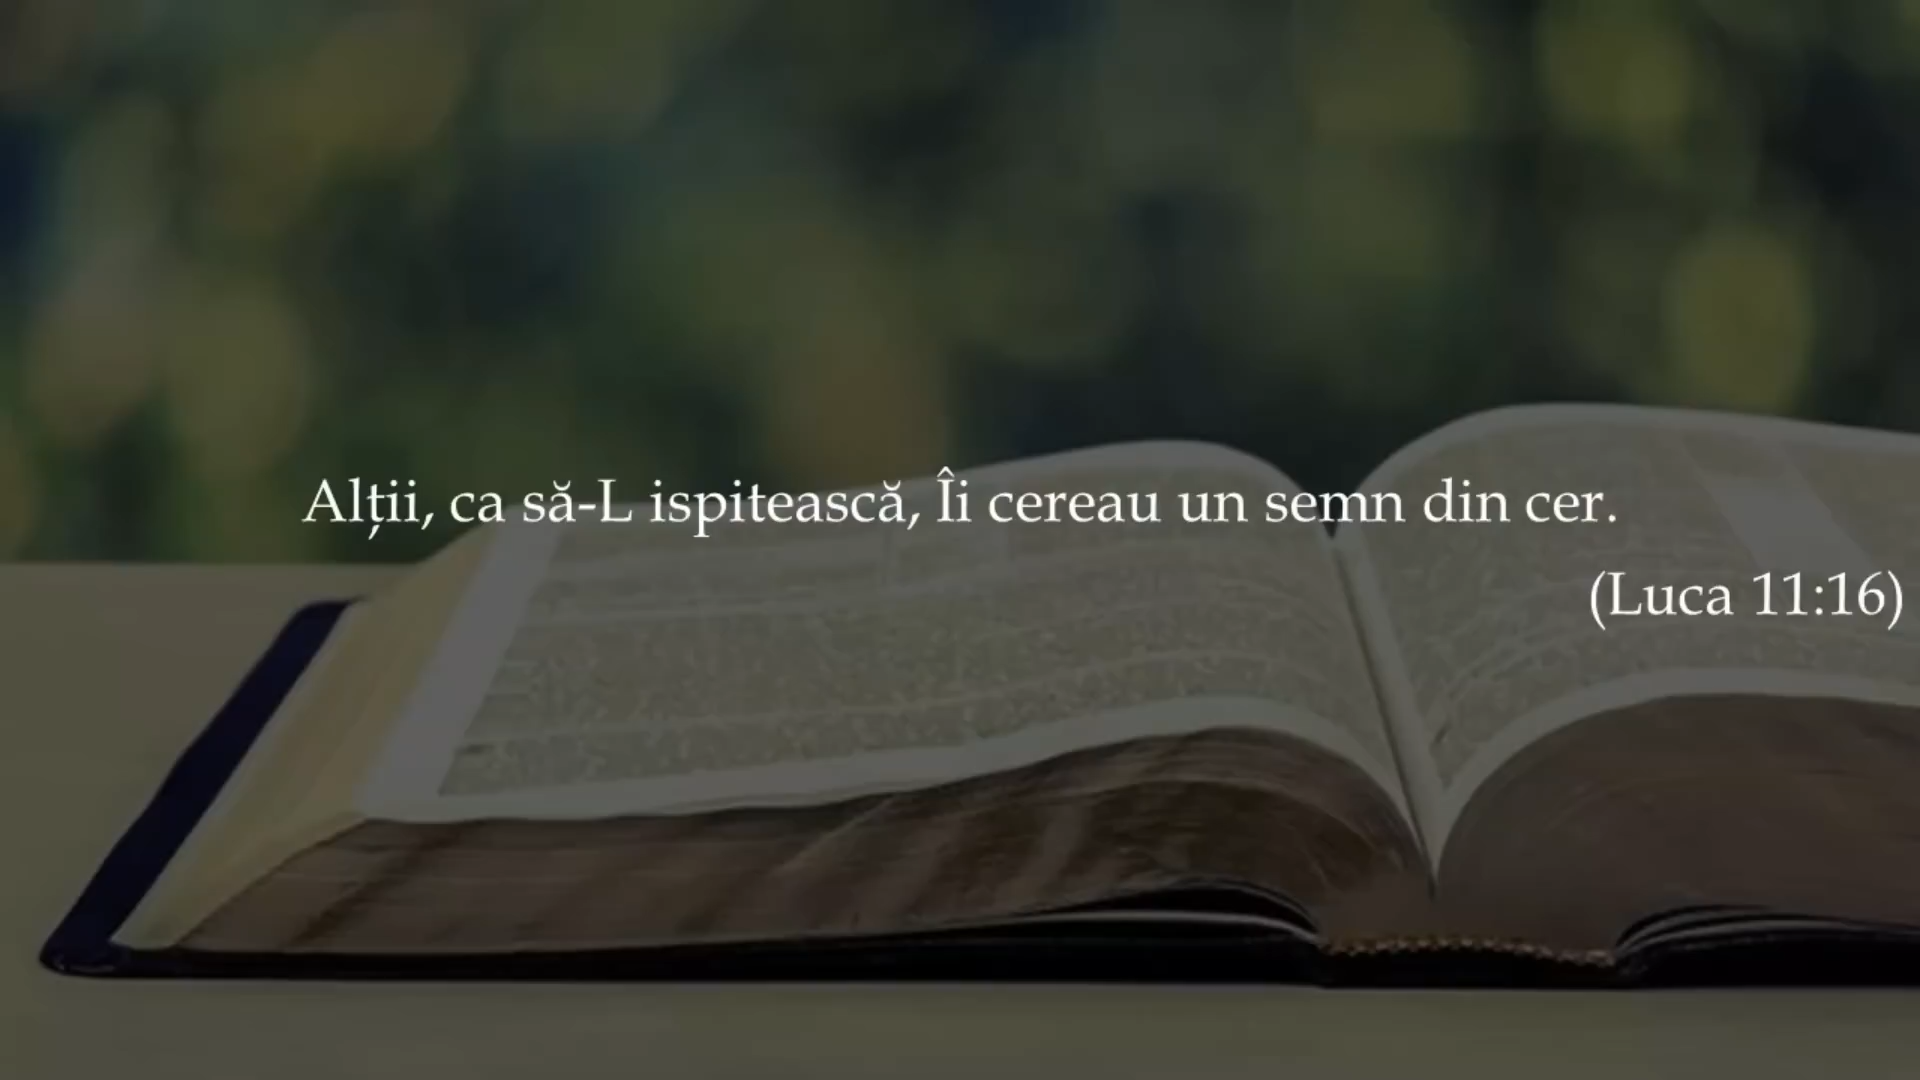 Alții, ca să-L ispitească, Îi cereau un semn din cer.
(Luca 11:16)